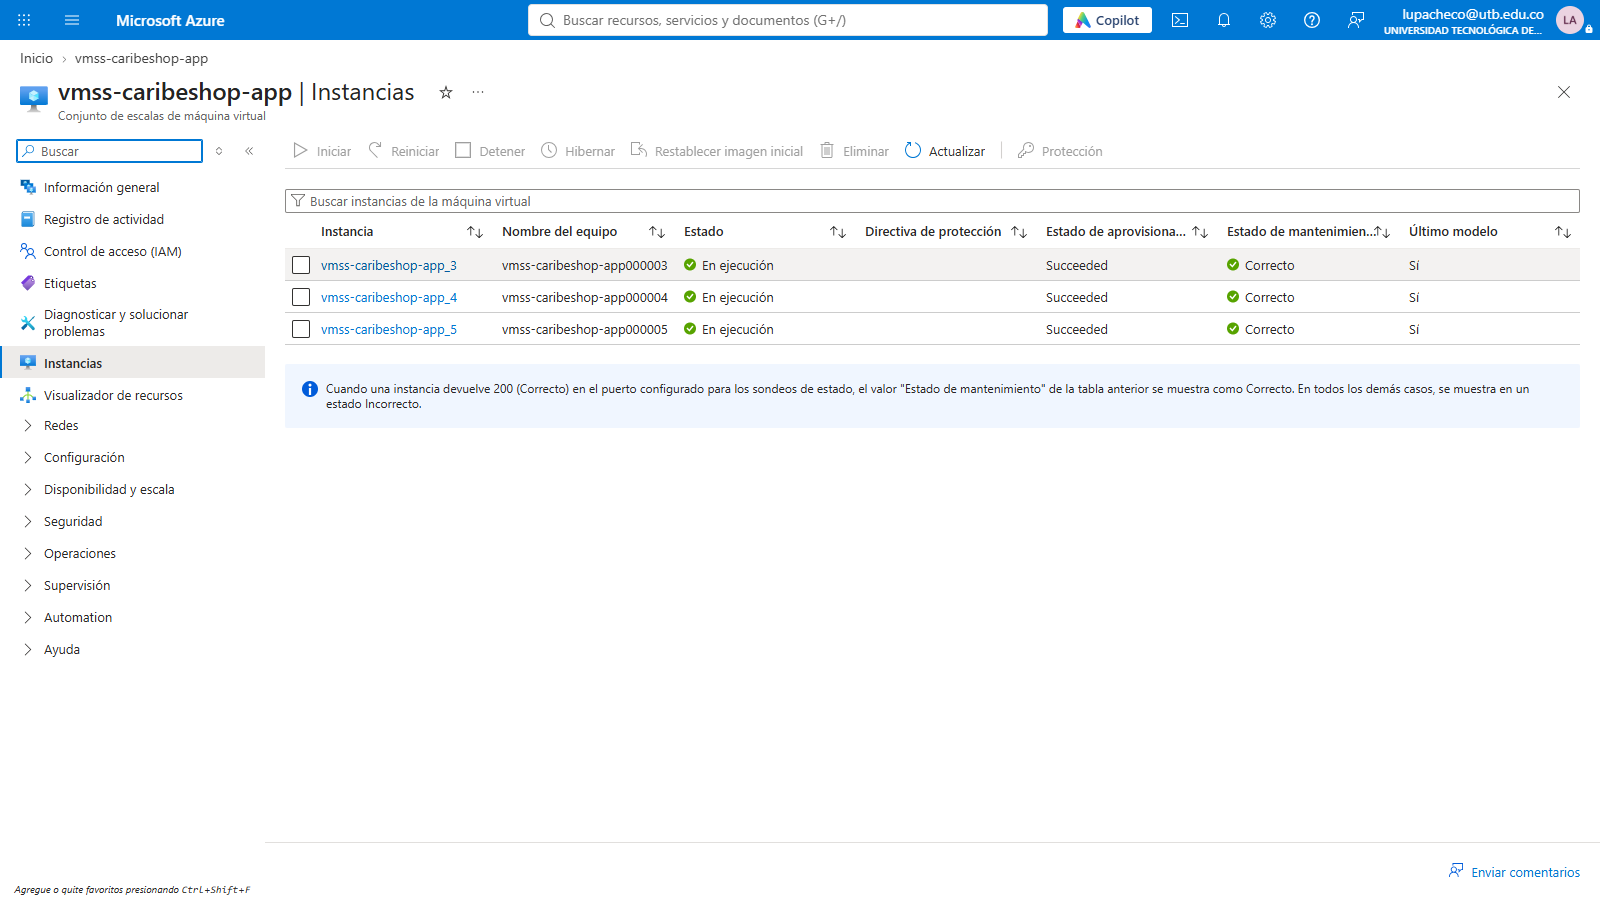 Microsoft Azure
Buscar recursos, servicios y documentos (G+/)
Copilot
lupacheco@utb.edu.co
UNIVERSIDAD TECNOLÓGICA DE...
LA
Inicio > vmss-caribeshop-app
vmss-caribeshop-app | Instancias
Conjunto de escalas de máquina virtual
Buscar
Iniciar Reiniciar Detener Hibernar Restablecer imagen inicial Eliminar Actualizar Protección
Información general
Registro de actividad
Control de acceso (IAM)
Etiquetas
Diagnosticar y solucionar
problemas
Instancias
Visualizador de recursos
Redes
Configuración
Disponibilidad y escala
Seguridad
Operaciones
Supervisión
Automation
Ayuda
Buscar instancias de la máquina virtual
Instancia Nombre del equipo Estado Directiva de protección Estado de aprovisiona... Estado de mantenimien... Último modelo
vmss-caribeshop-app_3 vmss-caribeshop-app000003 En ejecución Succeeded Correcto Sí
vmss-caribeshop-app_4 vmss-caribeshop-app000004 En ejecución Succeeded Correcto Sí
vmss-caribeshop-app_5 vmss-caribeshop-app000005 En ejecución Succeeded Correcto Sí
Cuando una instancia devuelve 200 (Correcto) en el puerto configurado para los sondeos de estado, el valor "Estado de mantenimiento" de la tabla anterior se muestra como Correcto. En todos los demás casos, se muestra en un
estado Incorrecto.
Enviar comentarios
Agregue o quite favoritos presionando Ctrl+Shift+F